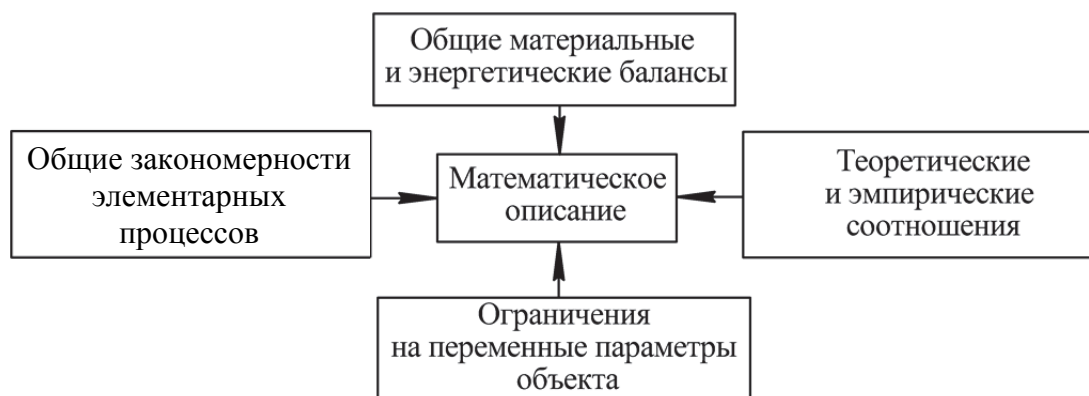 Общие материальные
и энергетические балансы
Общие закономерности
элементарных
процессов
Математическое
описание
Теоретические
и эмпирические
соотношения
Ограничения
на переменные параметры
объекта